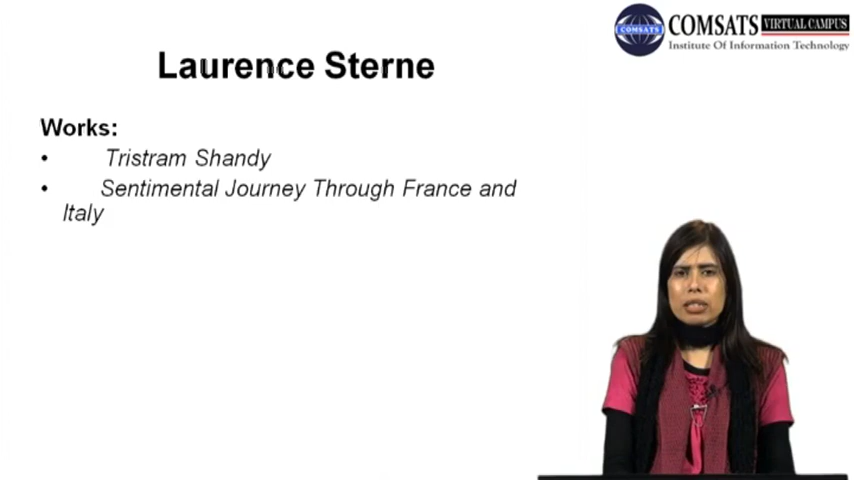 COMSATS VIRTUAL CAMPUS
COMSATS
Institute Of Information Technology
Laurence Sterne
Works:
• Tristram Shandy
• Sentimental Journey Through France and
Italy